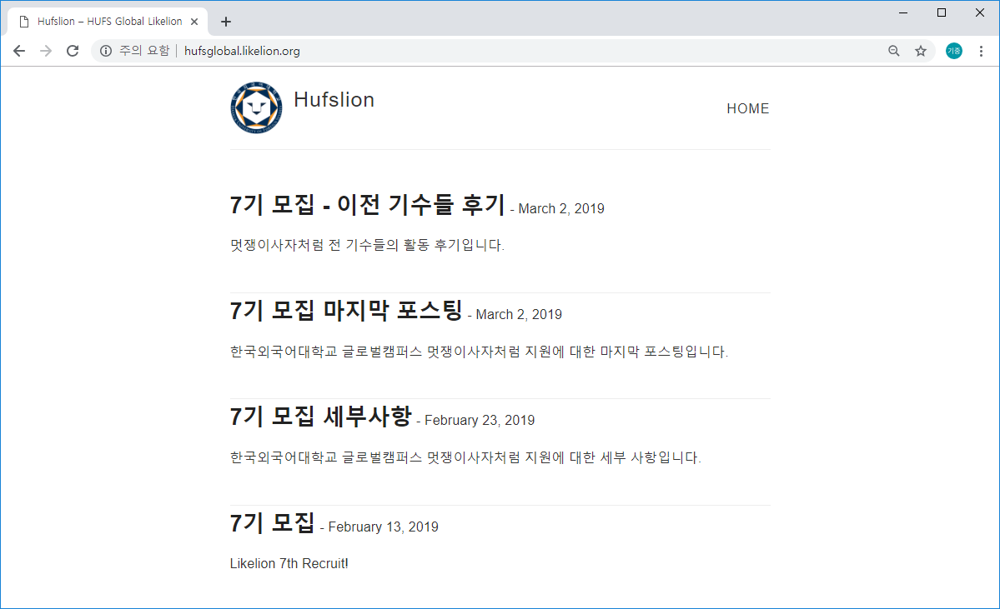 Hufslion – HUFS Global Likelion
주의 요함 | hufsglobal.likelion.org
기중
Hufslion
HOME
7기 모집 - 이전 기수들 후기 - March 2, 2019
멋쟁이사자처럼 전 기수들의 활동 후기입니다.
7기 모집 마지막 포스팅 - March 2, 2019
한국외국어대학교 글로벌캠퍼스 멋쟁이사자처럼 지원에 대한 마지막 포스팅입니다.
7기 모집 세부사항 - February 23, 2019
한국외국어대학교 글로벌캠퍼스 멋쟁이사자처럼 지원에 대한 세부 사항입니다.
7기 모집 - February 13, 2019
Likelion 7th Recruit!